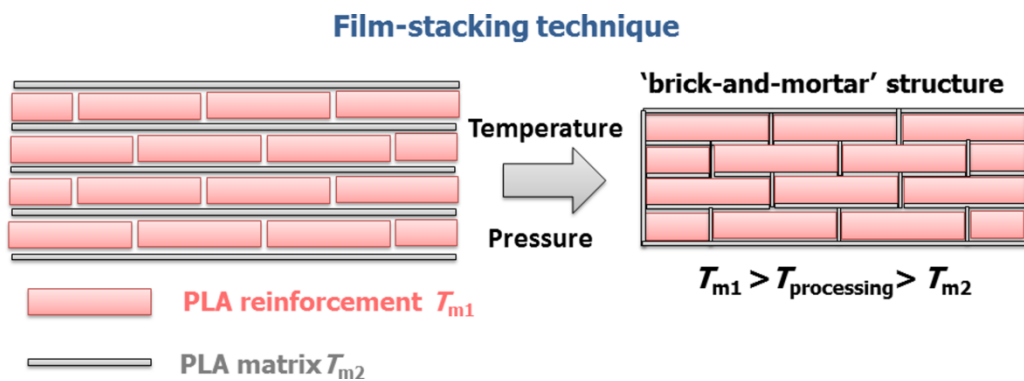 Film-stacking technique
'brick-and-mortar' structure
Temperature
Pressure
Tm1 > Tprocessing > Tm2
PLA reinforcement Tm1
PLA matrix Tm2